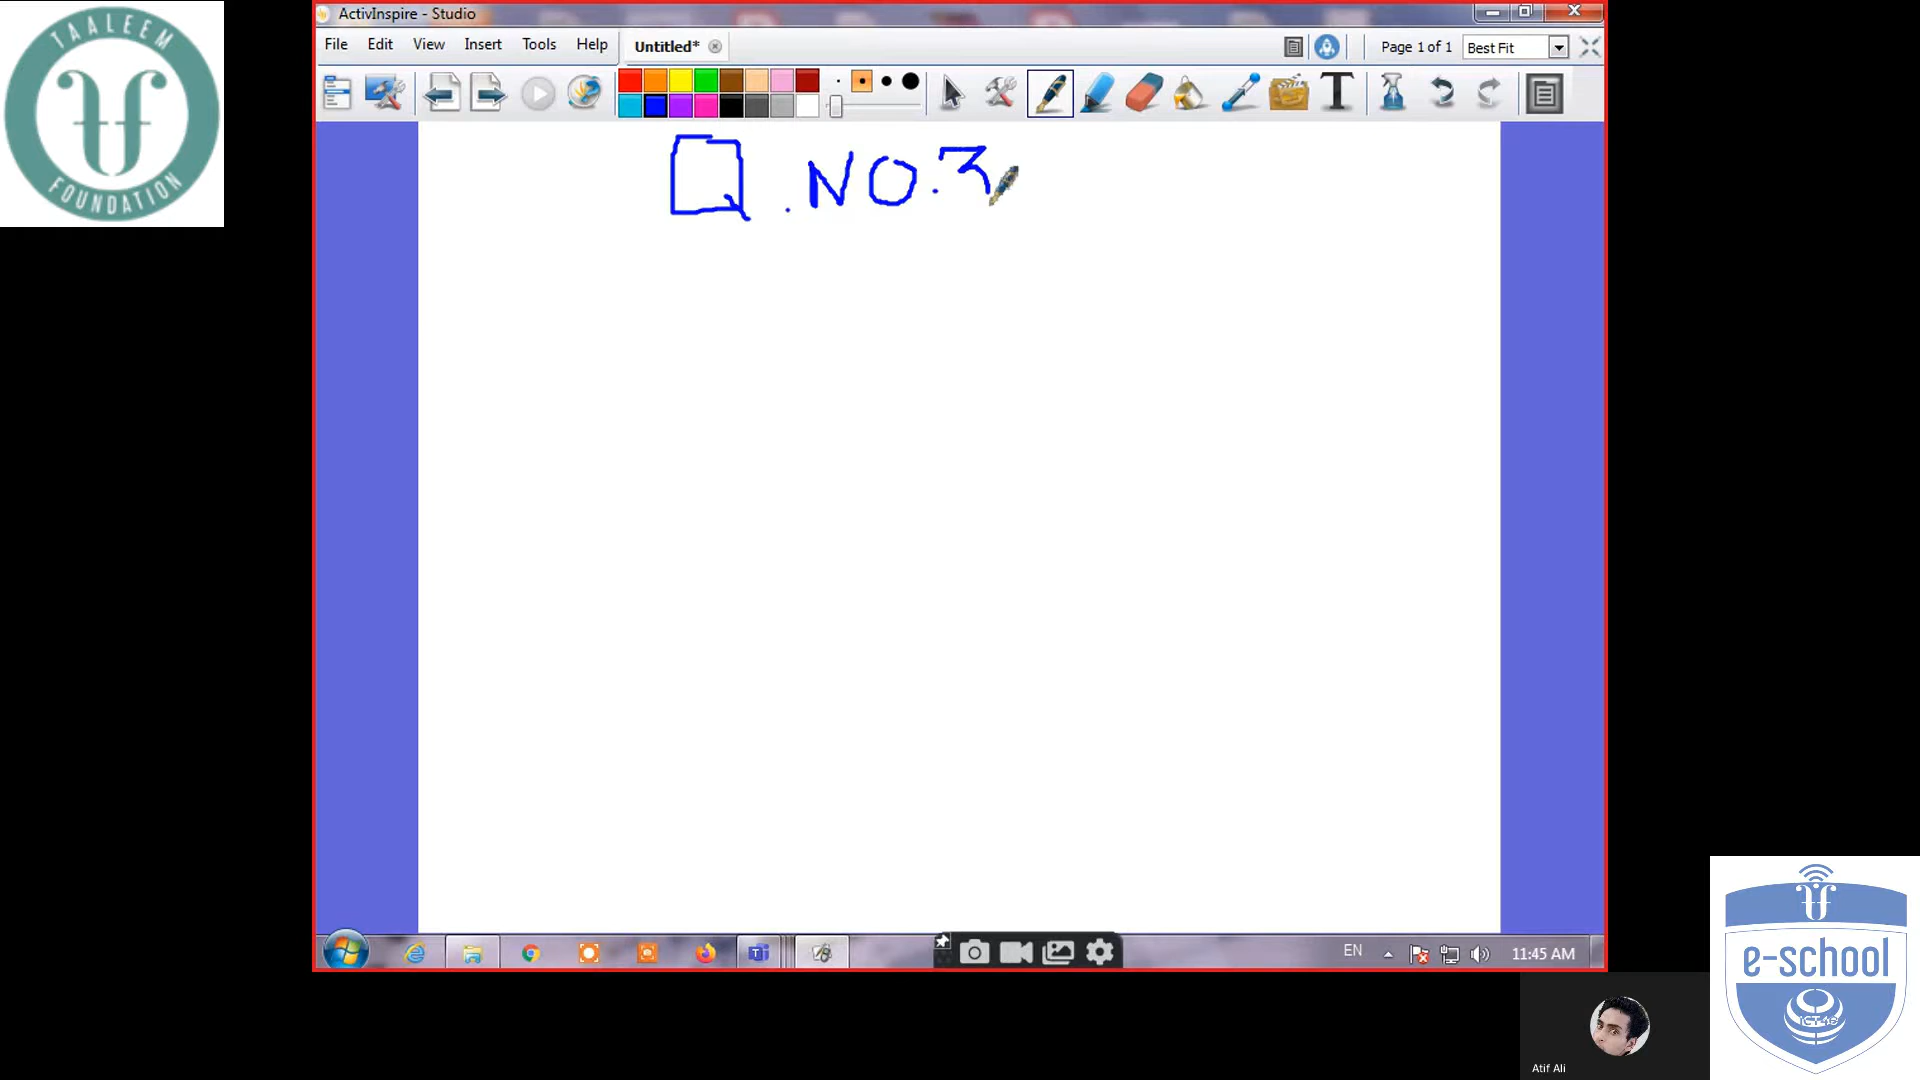 TAALEEM
FOUNDATION
ActivInspire - Studio
File Edit View Insert Tools Help Untitled* Page 1 of 1 Best Fit
Q . NO.3
EN 11:45 AM
e-school
Atif Ali